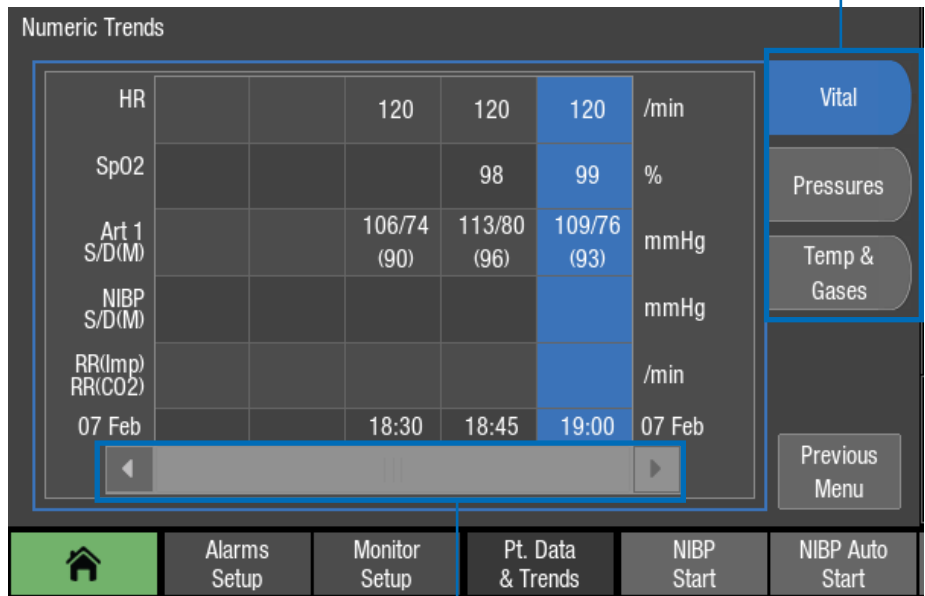 Numeric Trends
HR 120 120 120 /min
SpO2 98 99 %
Art 1
S/D(M) 106/74 (90) 113/80 (96) 109/76 (93) mmHg
NIBP
S/D(M) mmHg
RR(Imp)
RR(CO2) /min
07 Feb 18:30 18:45 19:00 07 Feb
Vital
Pressures
Temp &
Gases
Previous
Menu
Alarms
Setup
Monitor
Setup
Pt. Data
& Trends
NIBP
Start
NIBP Auto
Start